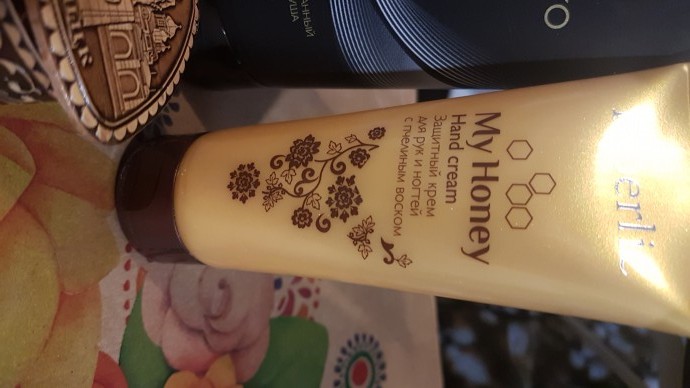 My Honey
Hand cream
Защитный крем
для рук и ногтей
с пчелиным воском